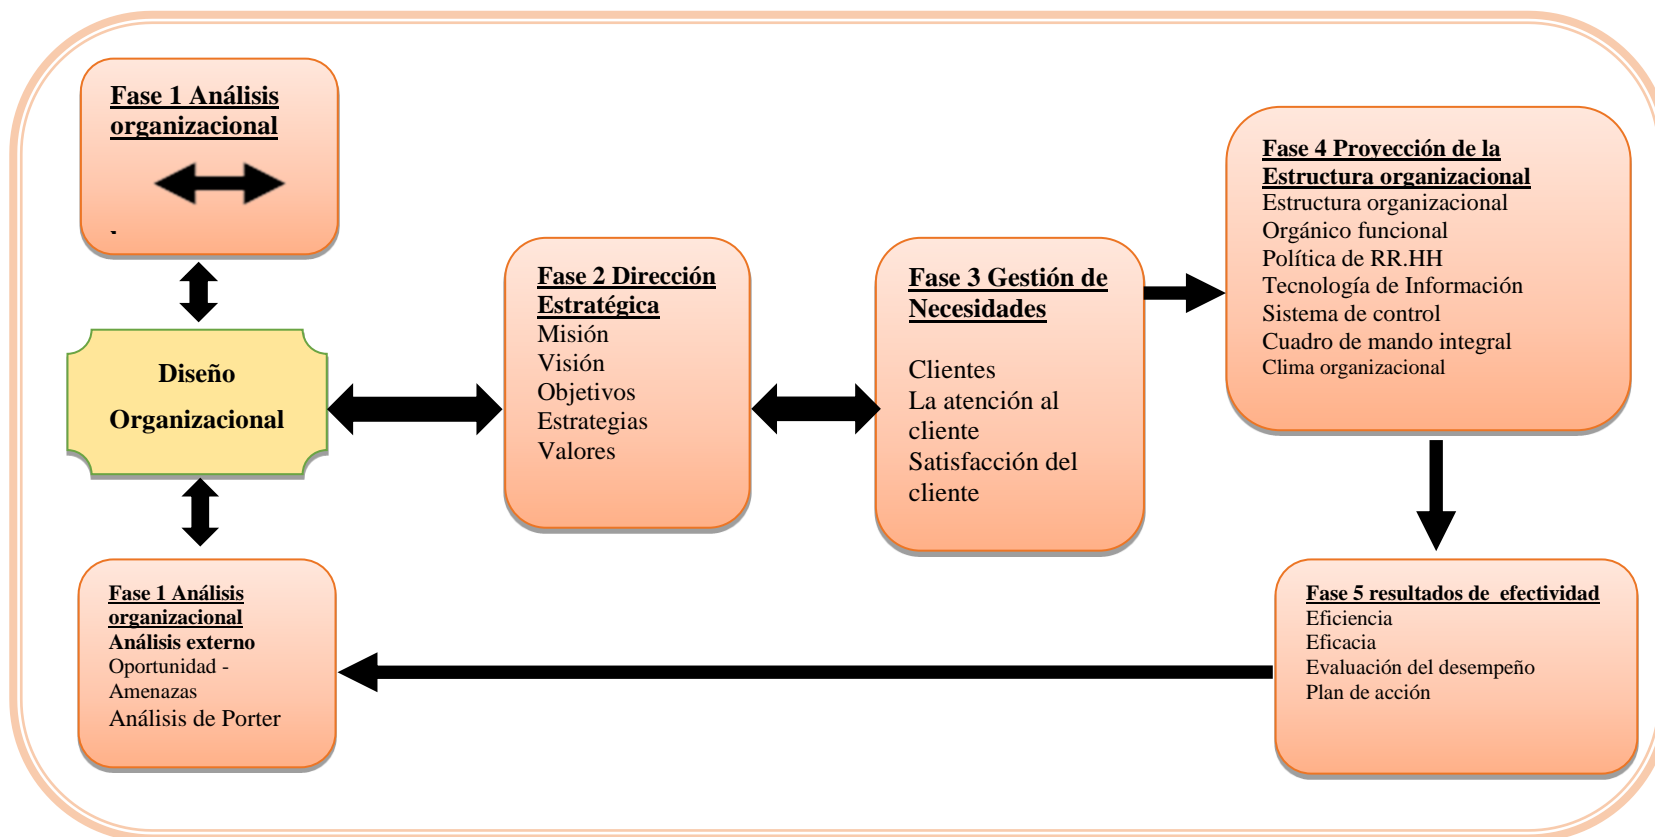 Fase 1 Análisis
organizacional
Diseño
Organizacional
Fase 1 Análisis
organizacional
Análisis externo
Oportunidad -
Amenazas
Análisis de Porter
Fase 2 Dirección
Estratégica
Misión
Visión
Objetivos
Estrategias
Valores
Fase 3 Gestión de
Necesidades
Clientes
La atención al
cliente
Satisfacción del
cliente
Fase 4 Proyección de la
Estructura organizacional
Estructura organizacional
Orgánico funcional
Política de RR.HH
Tecnología de Información
Sistema de control
Cuadro de mando integral
Clima organizacional
Fase 5 resultados de  efectividad
Eficiencia
Eficacia
Evaluación del desempeño
Plan de acción